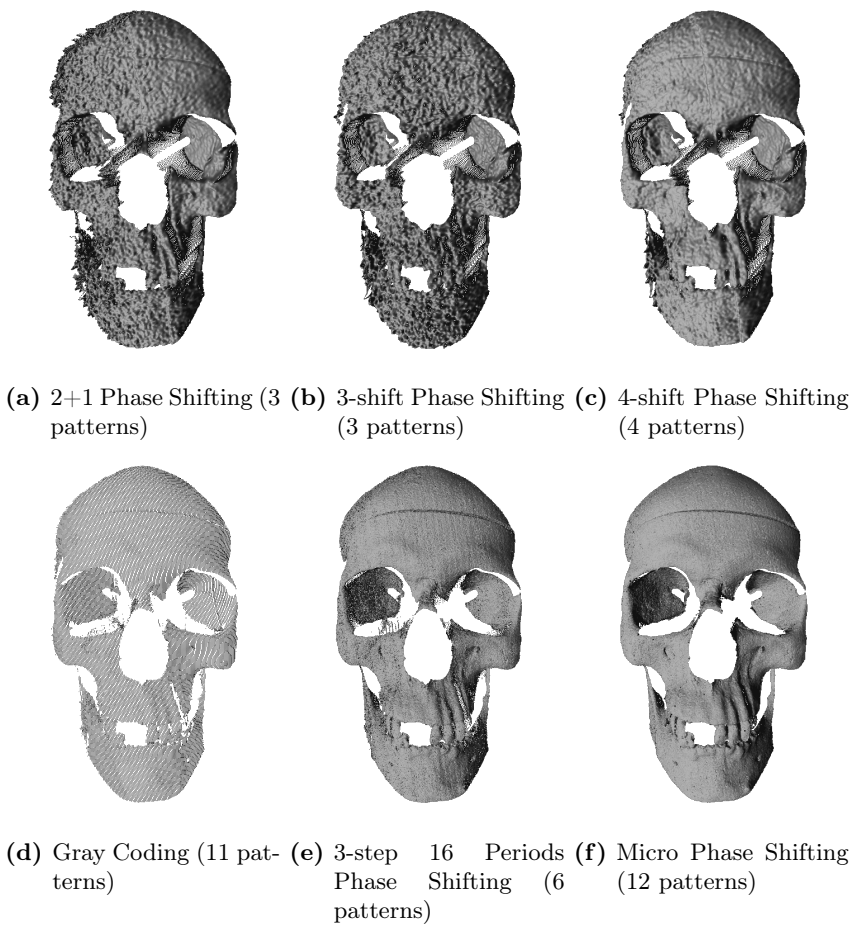 (a) 2+1 Phase Shifting (3
patterns)
(b) 3-shift Phase Shifting
(3 patterns)
(c) 4-shift Phase Shifting
(4 patterns)
(d) Gray Coding (11 pat-
terns)
(e) 3-step 16 Periods
Phase Shifting (6
patterns)
(f) Micro Phase Shifting
(12 patterns)